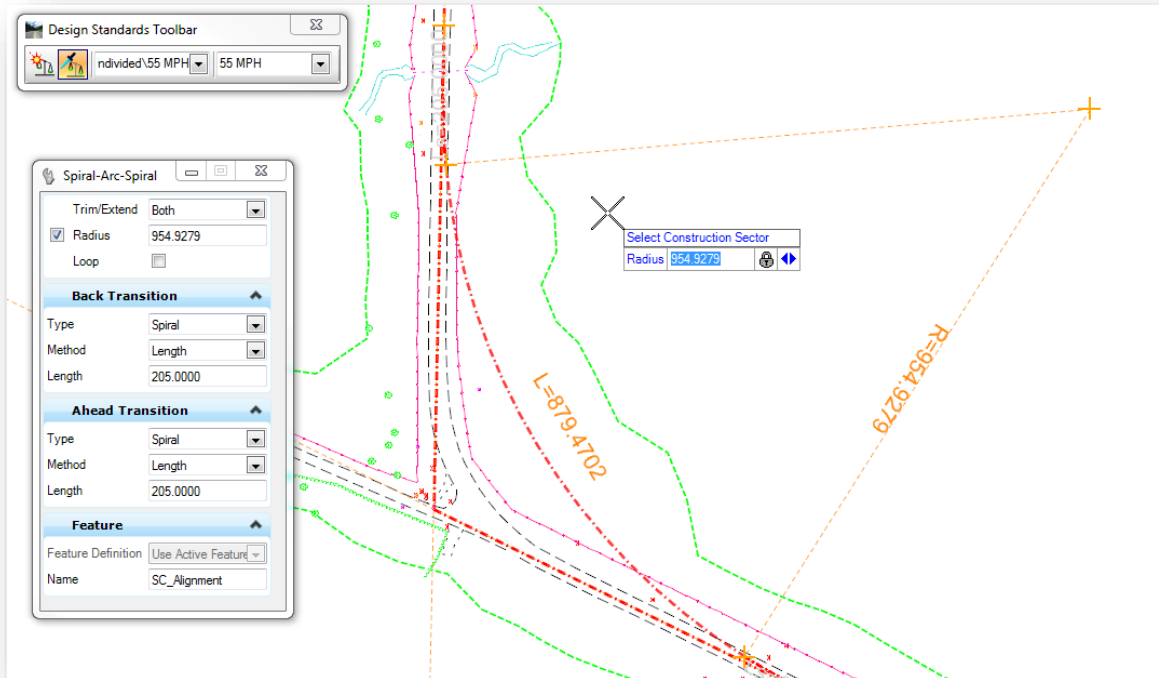 Design Standards Toolbar
ndivided\55 MPH
55 MPH
Spiral-Arc-Spiral
Trim/Extend Both
Radius 954.9279
Loop
Back Transition
Type Spiral
Method Length
Length 205.0000
Ahead Transition
Type Spiral
Method Length
Length 205.0000
Feature
Feature Definition Use Active Feature
Name SC_Alignment
Select Construction Sector
Radius 954.9279
L=879.4702
R=954.9279